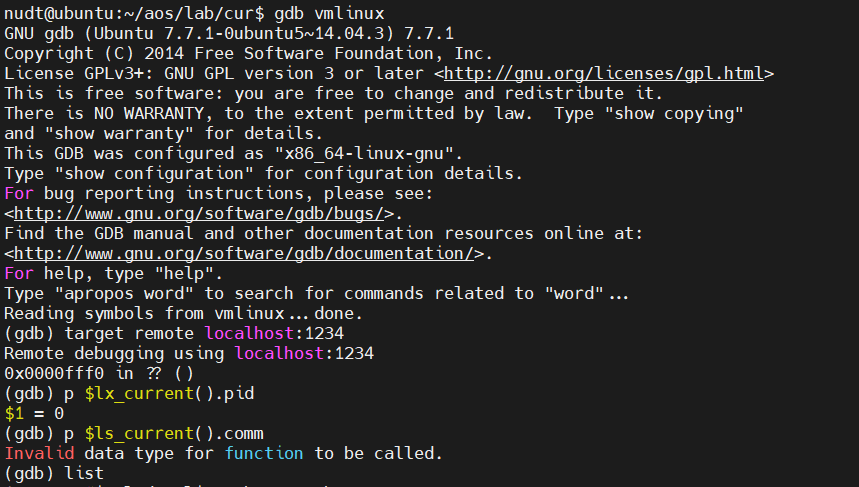 nudt@ubuntu:~/aos/lab/cur$ gdb vmlinux
GNU gdb (Ubuntu 7.7.1-0ubuntu5~14.04.3) 7.7.1
Copyright (C) 2014 Free Software Foundation, Inc.
License GPLv3+: GNU GPL version 3 or later <http://gnu.org/licenses/gpl.html>
This is free software: you are free to change and redistribute it.
There is NO WARRANTY, to the extent permitted by law.  Type "show copying"
and "show warranty" for details.
This GDB was configured as "x86_64-linux-gnu".
Type "show configuration" for configuration details.
For bug reporting instructions, please see:
<http://www.gnu.org/software/gdb/bugs/>.
Find the GDB manual and other documentation resources online at:
<http://www.gnu.org/software/gdb/documentation/>.
For help, type "help".
Type "apropos word" to search for commands related to "word"...
Reading symbols from vmlinux...done.
(gdb) target remote localhost:1234
Remote debugging using localhost:1234
0x0000fff0 in ?? ()
(gdb) p $lx_current().pid
$1 = 0
(gdb) p $ls_current().comm
Invalid data type for function to be called.
(gdb) list